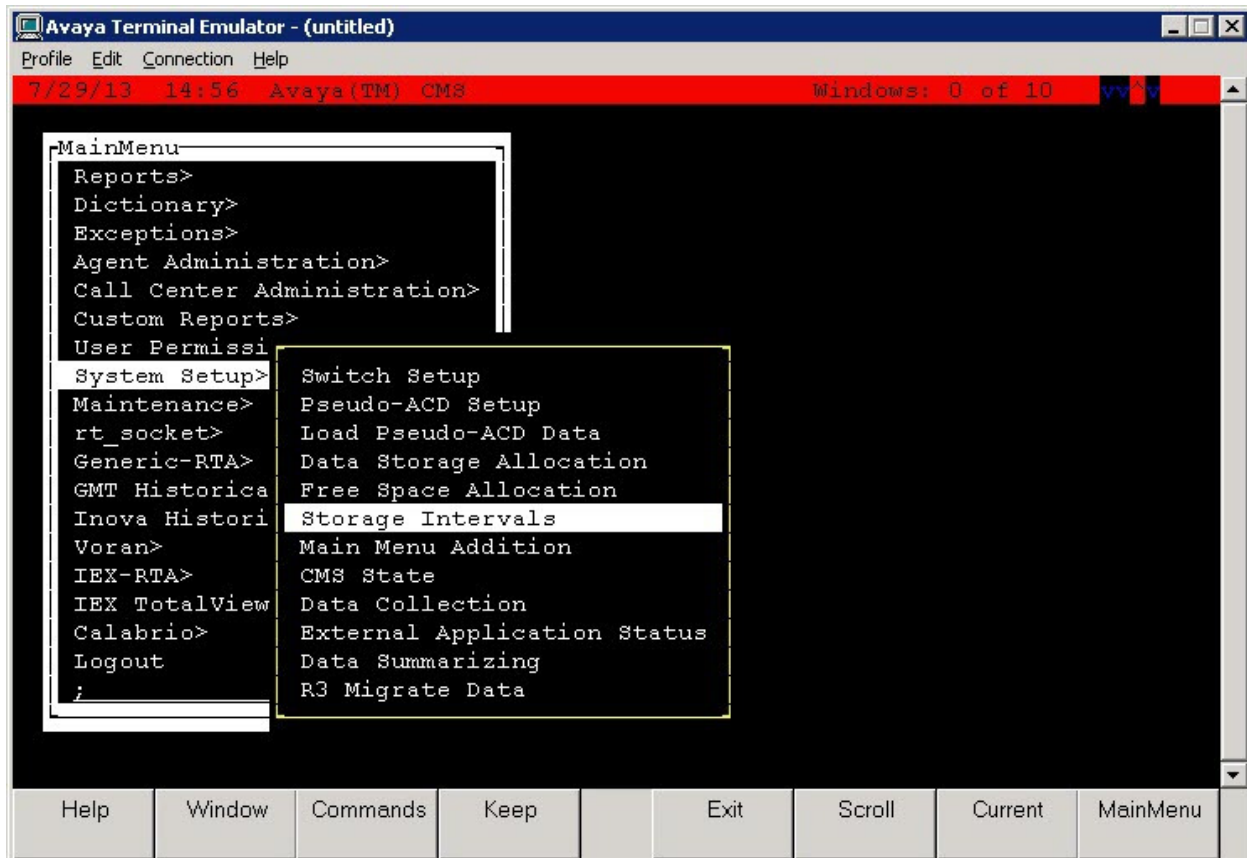 Avaya Terminal Emulator - (untitled)
Profile Edit Connection Help
7/29/13 14:56 Avaya(TM) CMS Windows: 0 of 10 vv^v
MainMenu
Reports>
Dictionary>
Exceptions>
Agent Administration>
Call Center Administration>
Custom Reports>
User Permissi
System Setup>
Maintenance>
rt_socket>
Generic-RTA>
GMT Historica
Inova Histori
Voran>
IEX-RTA>
IEX TotalView
Calabrio>
Logout
;
Switch Setup
Pseudo-ACD Setup
Load Pseudo-ACD Data
Data Storage Allocation
Free Space Allocation
Storage Intervals
Main Menu Addition
CMS State
Data Collection
External Application Status
Data Summarizing
R3 Migrate Data
Help Window Commands Keep Exit Scroll Current MainMenu